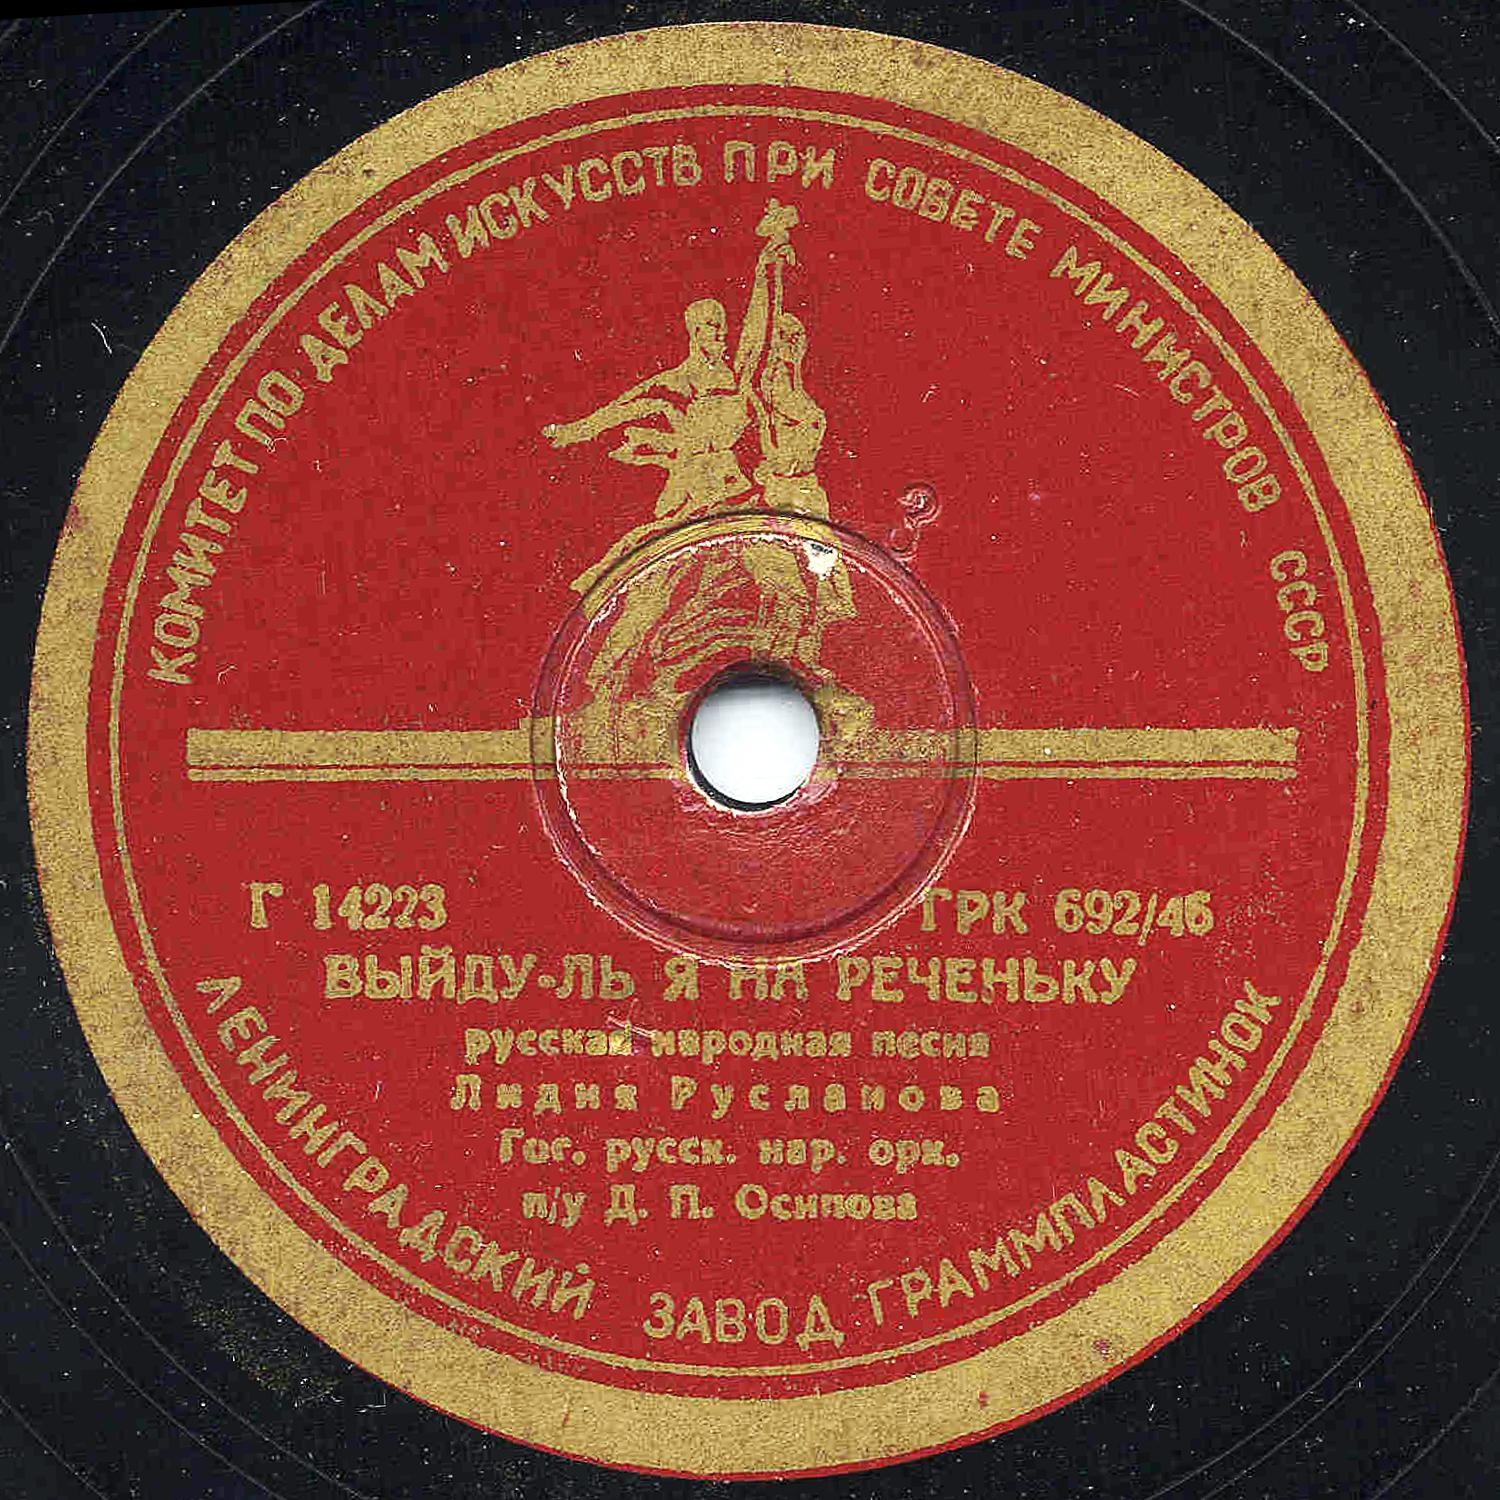 КОМИТЕТ ПО ДЕЛАМ ИСКУССТВ ПРИ СОВЕТЕ МИНИСТРОВ СССР
Г 14223
ГРК 692/46
ВЫЙДУ-ЛЬ Я НА РЕЧЕНЬКУ
русская народная песня
Лидия Русланова
Гос. русск. нар. орк.
п/у Д. П. Осипова
ЛЕНИНГРАДСКИЙ ЗАВОД ГРАММПЛАСТИНОК